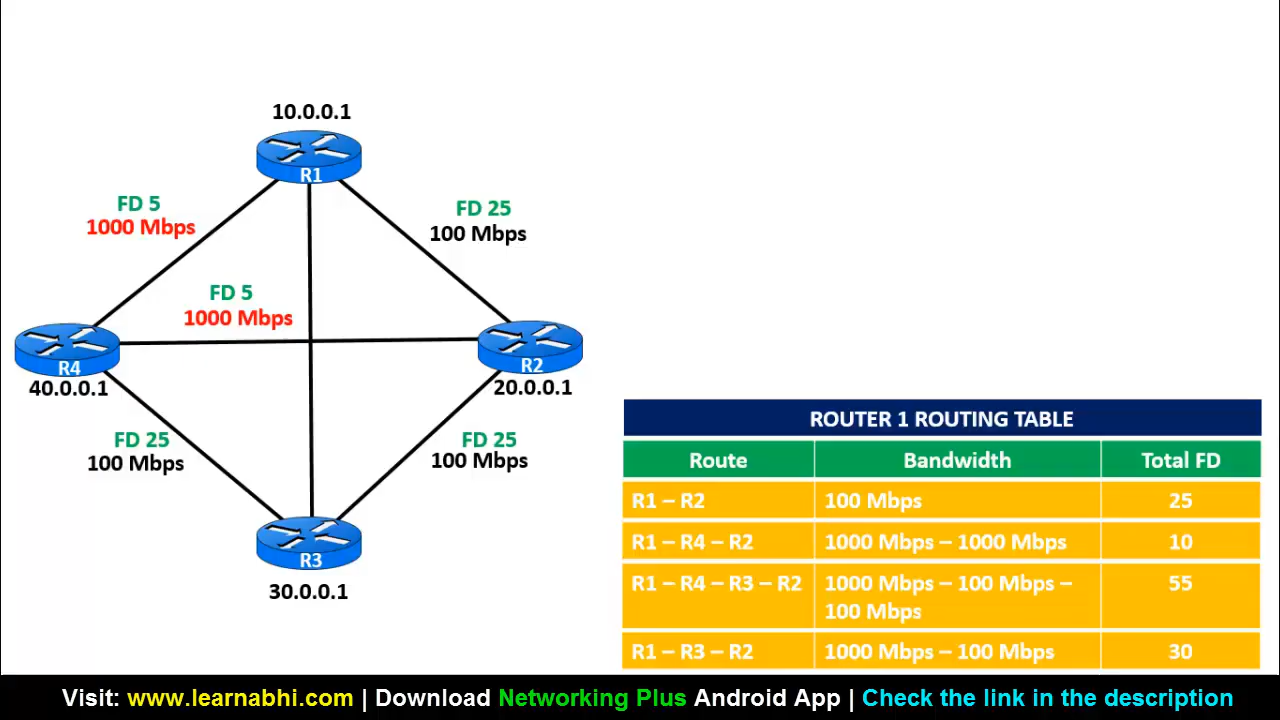 10.0.0.1
R1
FD 5
1000 Mbps
FD 25
100 Mbps
FD 5
1000 Mbps
R4
40.0.0.1
R2
20.0.0.1
FD 25
100 Mbps
FD 25
100 Mbps
R3
30.0.0.1
ROUTER 1 ROUTING TABLE
Route Bandwidth Total FD
R1 – R2 100 Mbps 25
R1 – R4 – R2 1000 Mbps – 1000 Mbps 10
R1 – R4 – R3 – R2 1000 Mbps – 100 Mbps – 55
100 Mbps
R1 – R3 – R2 1000 Mbps – 100 Mbps 30
Visit: www.learnabhi.com | Download Networking Plus Android App | Check the link in the description